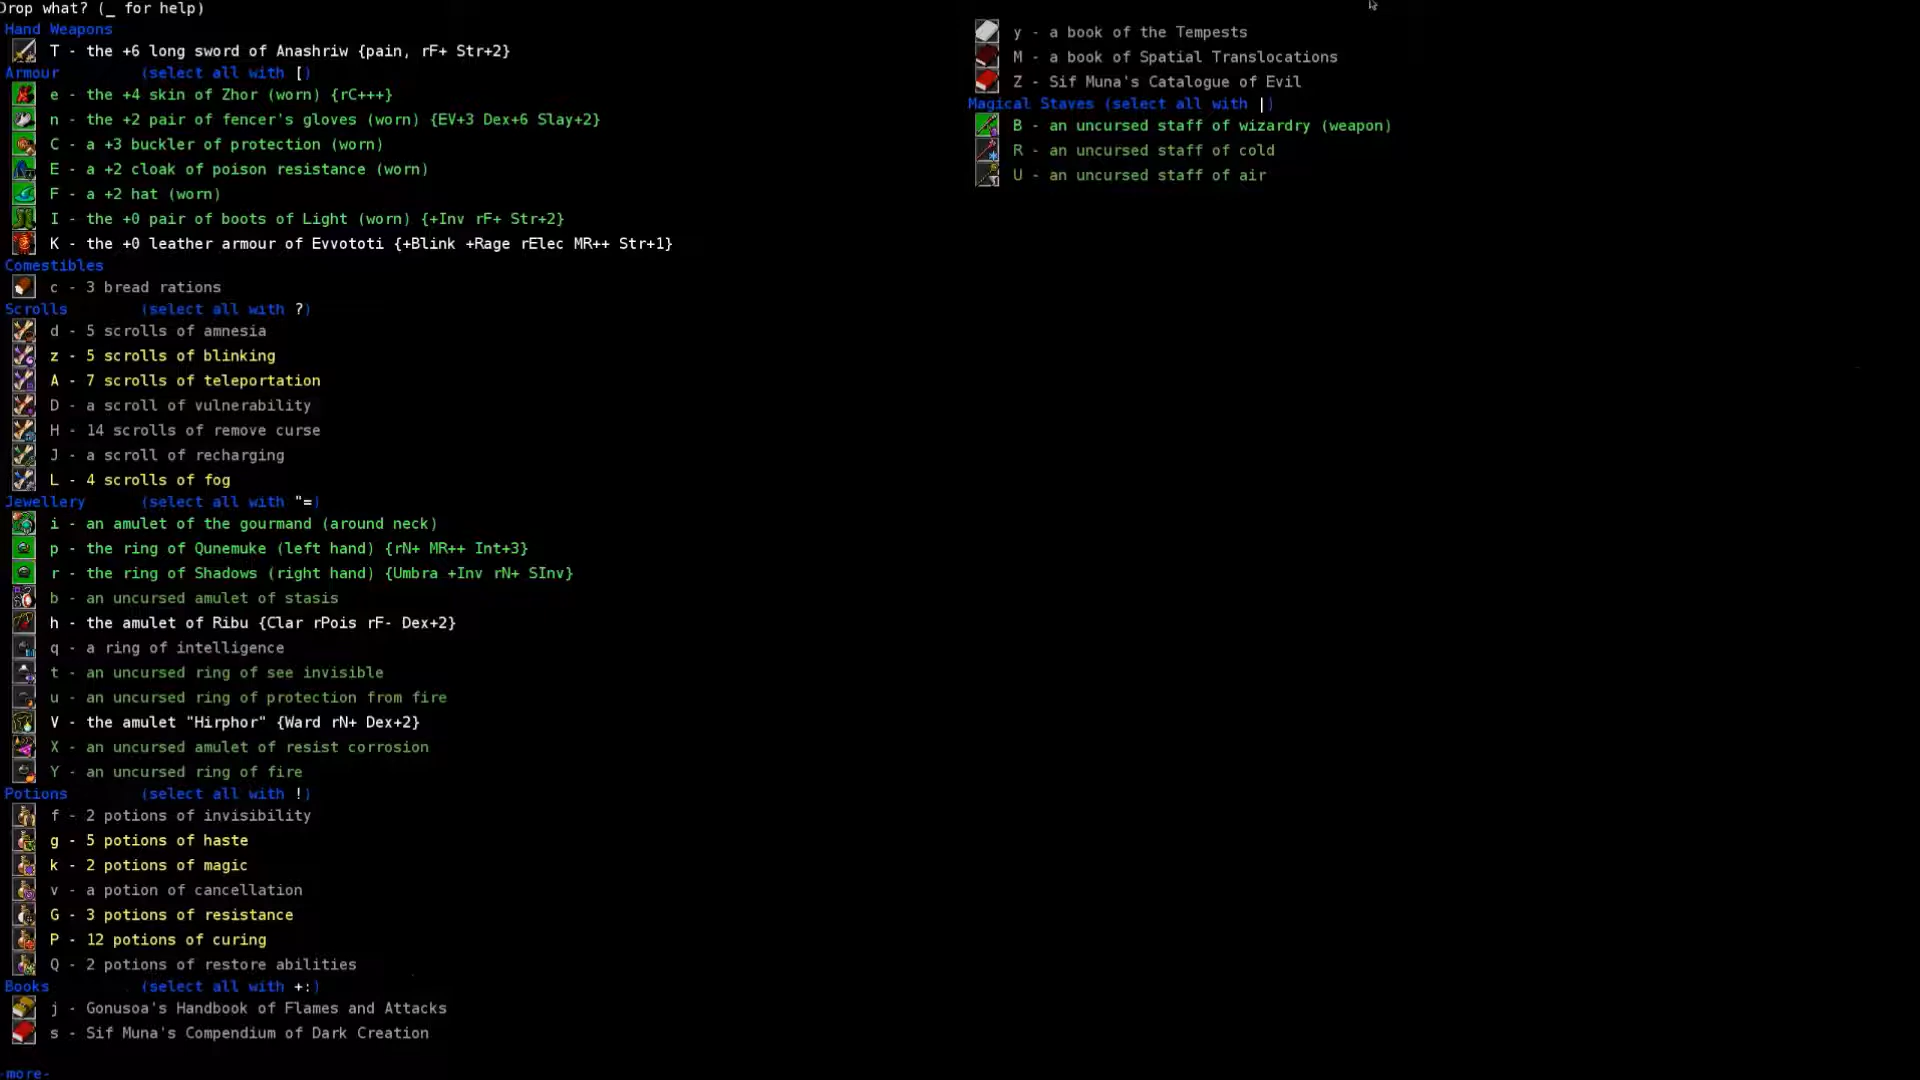 Drop what? (_ for help)
Hand Weapons
T - the +6 long sword of Anashriw {pain, rF+ Str+2}
Armour (select all with [)
e - the +4 skin of Zhor (worn) {rC+++}
n - the +2 pair of fencer's gloves (worn) {EV+3 Dex+6 Slay+2}
C - a +3 buckler of protection (worn)
E - a +2 cloak of poison resistance (worn)
F - a +2 hat (worn)
I - the +0 pair of boots of Light (worn) {+Inv rF+ Str+2}
K - the +0 leather armour of Evvototi {+Blink +Rage rElec MR++ Str+1}
Comestibles
c - 3 bread rations
Scrolls (select all with ?)
d - 5 scrolls of amnesia
z - 5 scrolls of blinking
A - 7 scrolls of teleportation
D - a scroll of vulnerability
H - 14 scrolls of remove curse
J - a scroll of recharging
L - 4 scrolls of fog
Jewellery (select all with "=)
i - an amulet of the gourmand (around neck)
p - the ring of Qunemuke (left hand) {rN+ MR++ Int+3}
r - the ring of Shadows (right hand) {Umbra +Inv rN+ SInv}
b - an uncursed amulet of stasis
h - the amulet of Ribu {Clar rPois rF- Dex+2}
q - a ring of intelligence
t - an uncursed ring of see invisible
u - an uncursed ring of protection from fire
V - the amulet "Hirphor" {Ward rN+ Dex+2}
X - an uncursed amulet of resist corrosion
Y - an uncursed ring of fire
Potions (select all with !)
f - 2 potions of invisibility
g - 5 potions of haste
k - 2 potions of magic
v - a potion of cancellation
G - 3 potions of resistance
P - 12 potions of curing
Q - 2 potions of restore abilities
Books (select all with +:)
j - Gonusoa's Handbook of Flames and Attacks
s - Sif Muna's Compendium of Dark Creation
-more-
y - a book of the Tempests
M - a book of Spatial Translocations
Z - Sif Muna's Catalogue of Evil
Magical Staves (select all with |)
B - an uncursed staff of wizardry (weapon)
R - an uncursed staff of cold
U - an uncursed staff of air